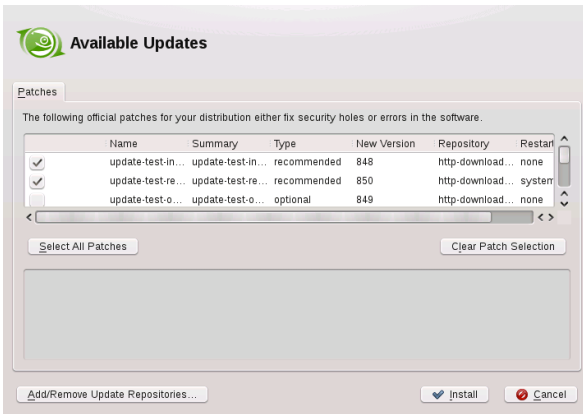 Available Updates
Patches
The following official patches for your distribution either fix security holes or errors in the software.
Name Summary Type New Version Repository Restart
update-test-in... update-test-in... recommended 848 http-download... none
update-test-re... update-test-re... recommended 850 http-download... system
update-test-o... update-test-o... optional 849 http-download... none
Select All Patches Clear Patch Selection
Add/Remove Update Repositories... Install Cancel